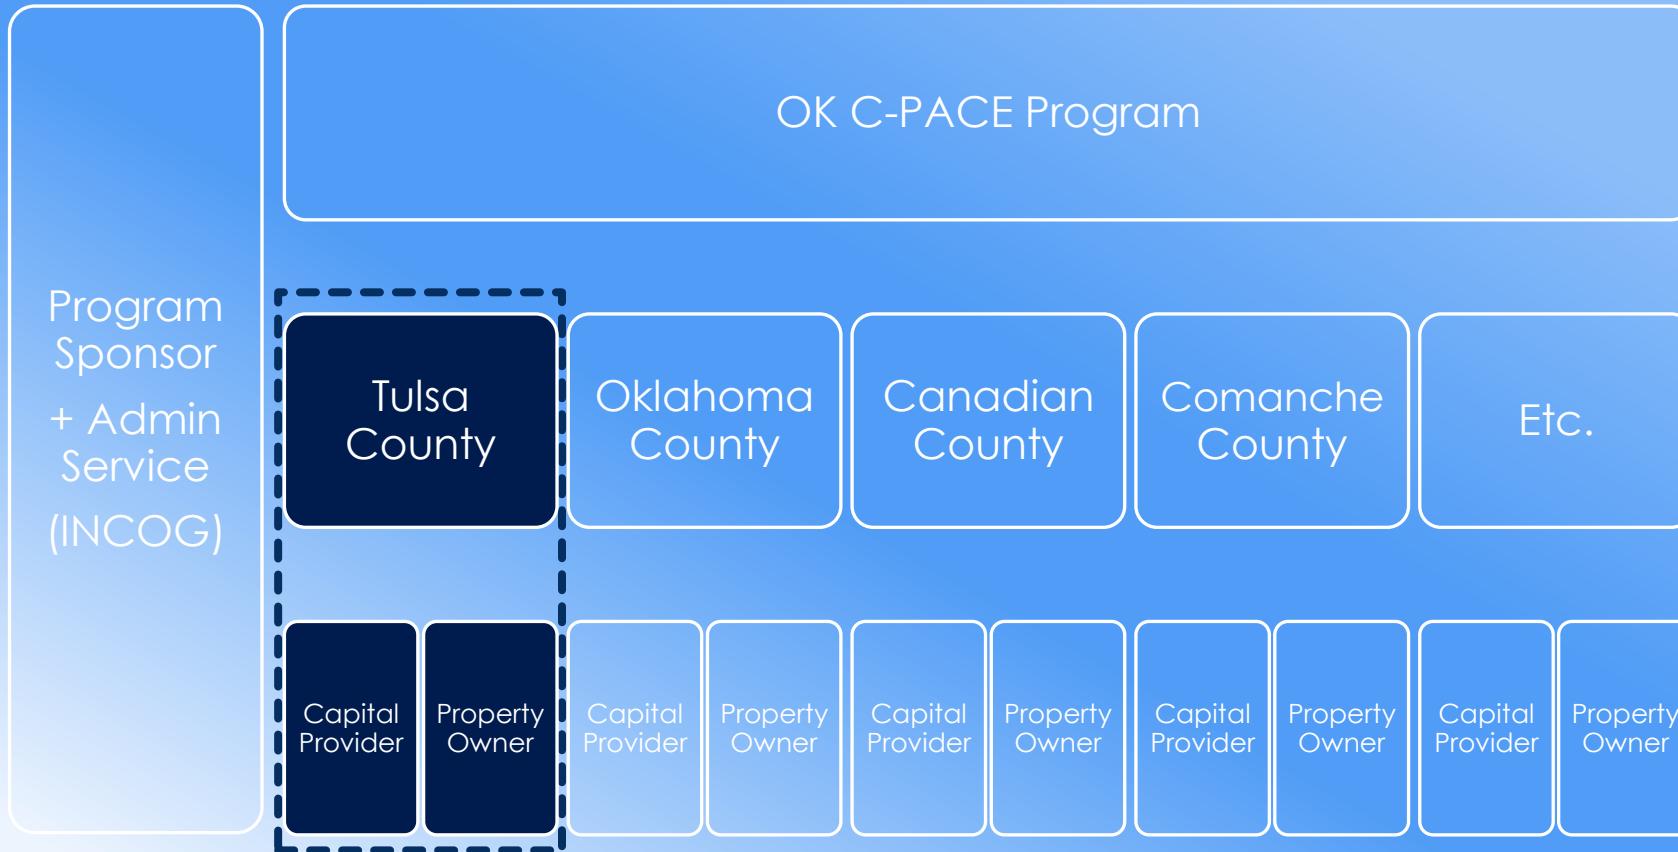 Program
Sponsor
+ Admin
Service
(INCOG)
OK C-PACE Program
Tulsa
County
Oklahoma
County
Canadian
County
Comanche
County
Etc.
Capital
Provider
Property
Owner
Capital
Provider
Property
Owner
Capital
Provider
Property
Owner
Capital
Provider
Property
Owner
Capital
Provider
Property
Owner